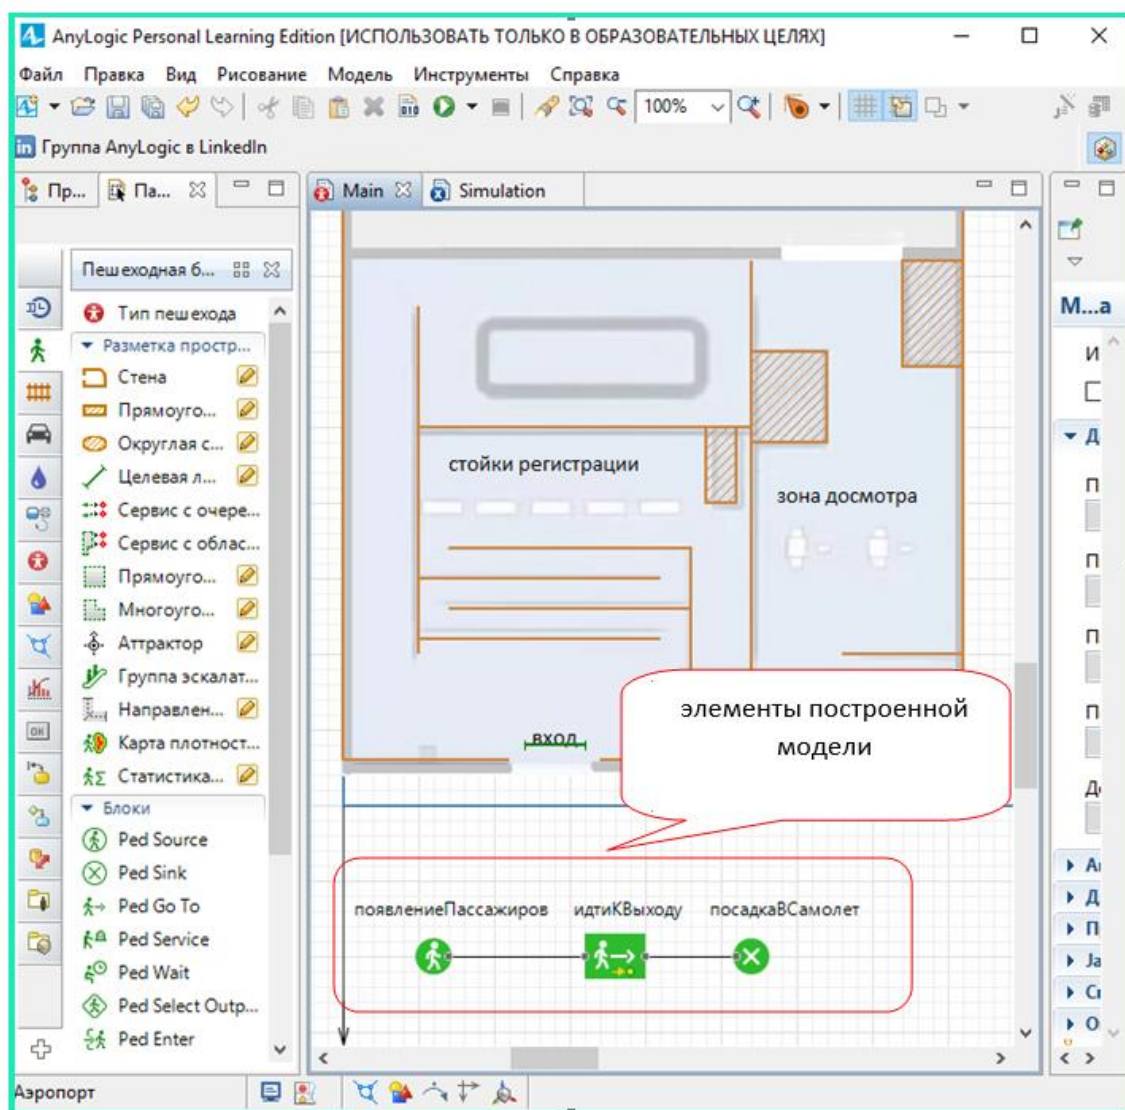 AnyLogic Personal Learning Edition [ИСПОЛЬЗОВАТЬ ТОЛЬКО В ОБРАЗОВАТЕЛЬНЫХ ЦЕЛЯХ]
Файл Правка Вид Рисование Модель Инструменты Справка
100%
in Группа AnyLogic в LinkedIn
Пр... Па... Main Simulation
Пешеходная б...
Тип пешехода
Разметка простр...
Стена
Прямоуго...
Округлая с...
Целевая л...
Сервис с очере...
Сервис с облас...
Прямоуго...
Многоуго...
Аттрактор
Группа эскалат...
Направлен...
Карта плотност...
Статистика...
Блоки
Ped Source
Ped Sink
Ped Go To
Ped Service
Ped Wait
Ped Select Outp...
Ped Enter
стойки регистрации
зона досмотра
вход
элементы построенной
модели
появлениеПассажиров идтиКВыходу посадкаВСамолет
М...а
И
Д
П
П
П
П
Д
П
Ja
О
Аэропорт